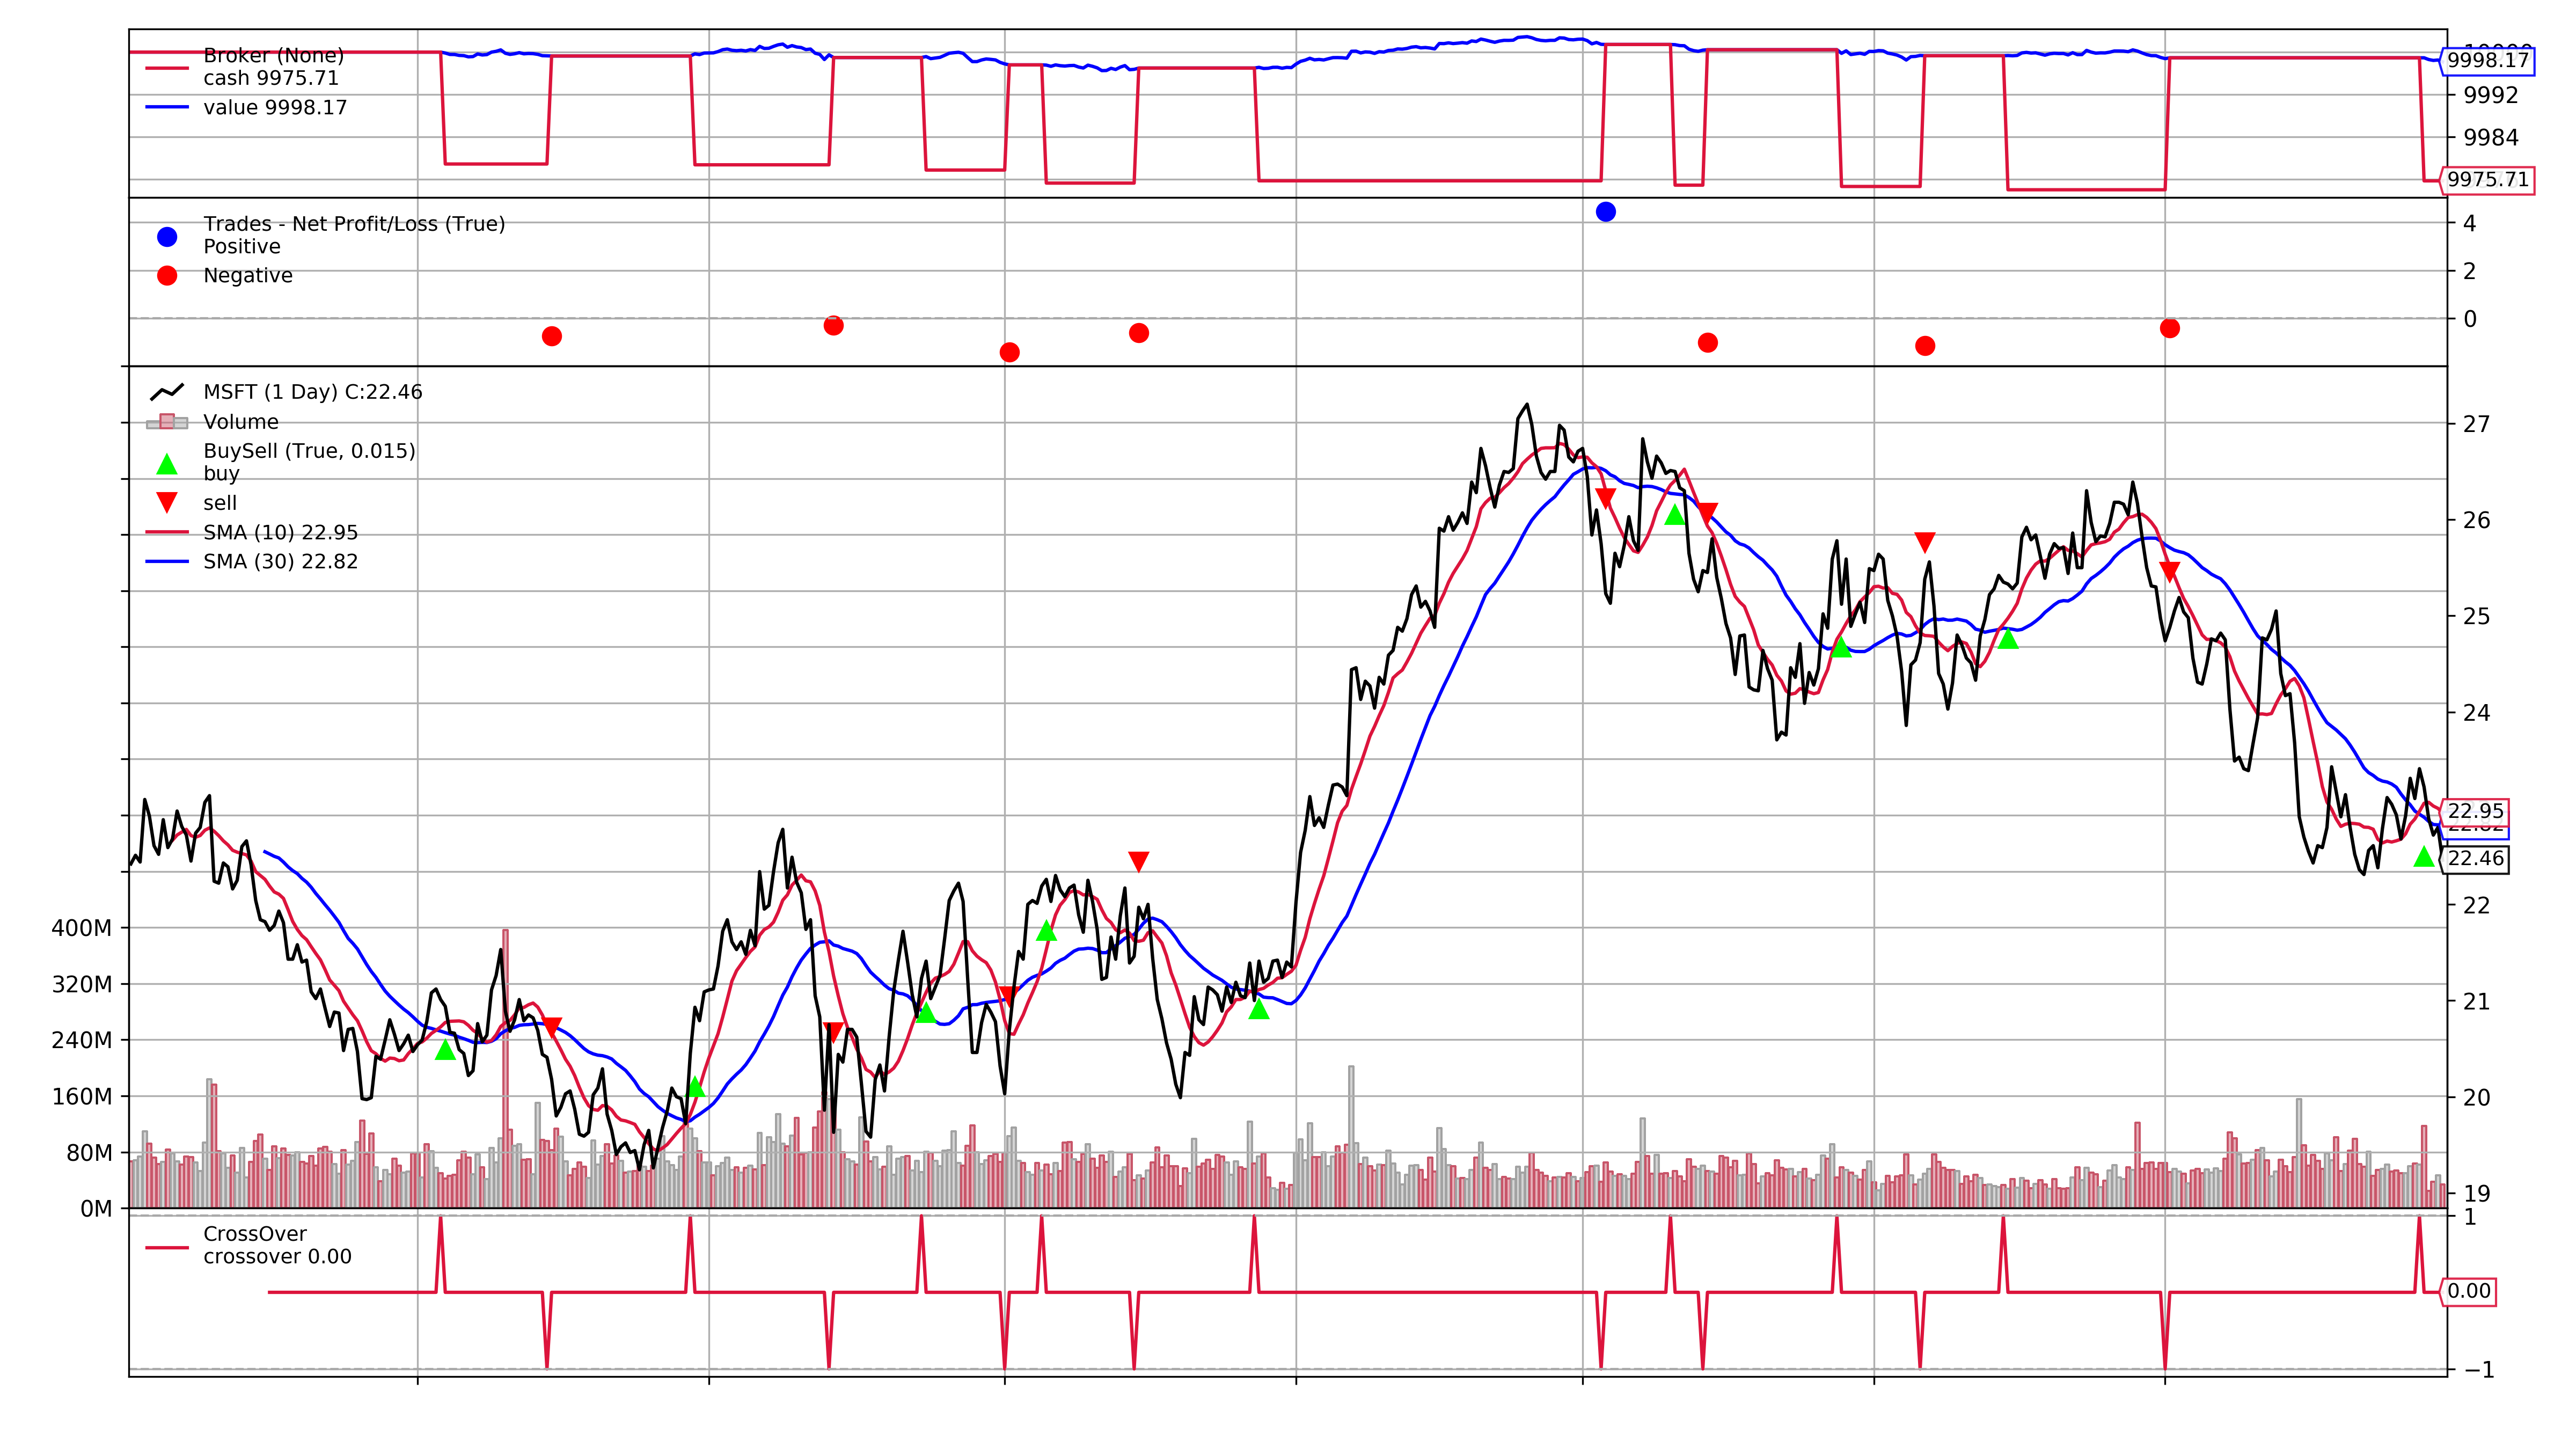 Broker (None)
cash 9975.71
value 9998.17
9998.17
9992
9984
9975.71
Trades - Net Profit/Loss (True)
Positive
Negative
4
2
0
MSFT (1 Day) C:22.46
Volume
BuySell (True, 0.015)
buy
sell
SMA (10) 22.95
SMA (30) 22.82
27
26
25
24
22.95
22.82
22.46
22
21
20
19
400M
320M
240M
160M
80M
0M
CrossOver
crossover 0.00
1
0.00
−1